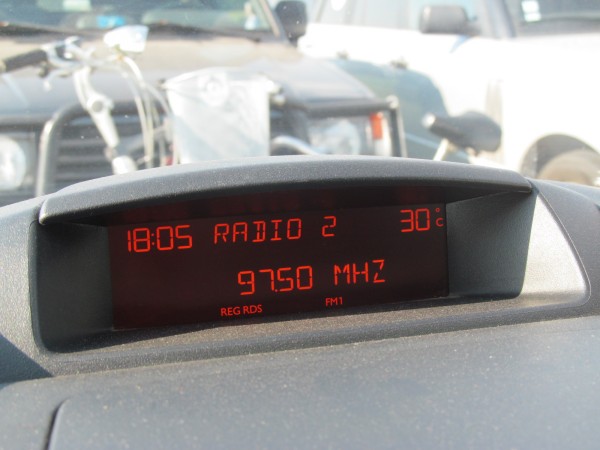 18:05 RADIO 2 30°C
97.50 MHZ
REG RDS FM1